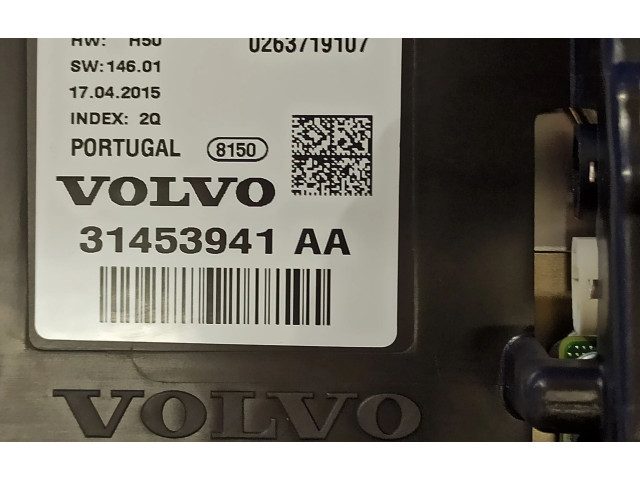 HW: H50 0263719107
SW:146.01
17.04.2015
INDEX: 2Q
PORTUGAL 8150
VOLVO
31453941 AA
VOLVO